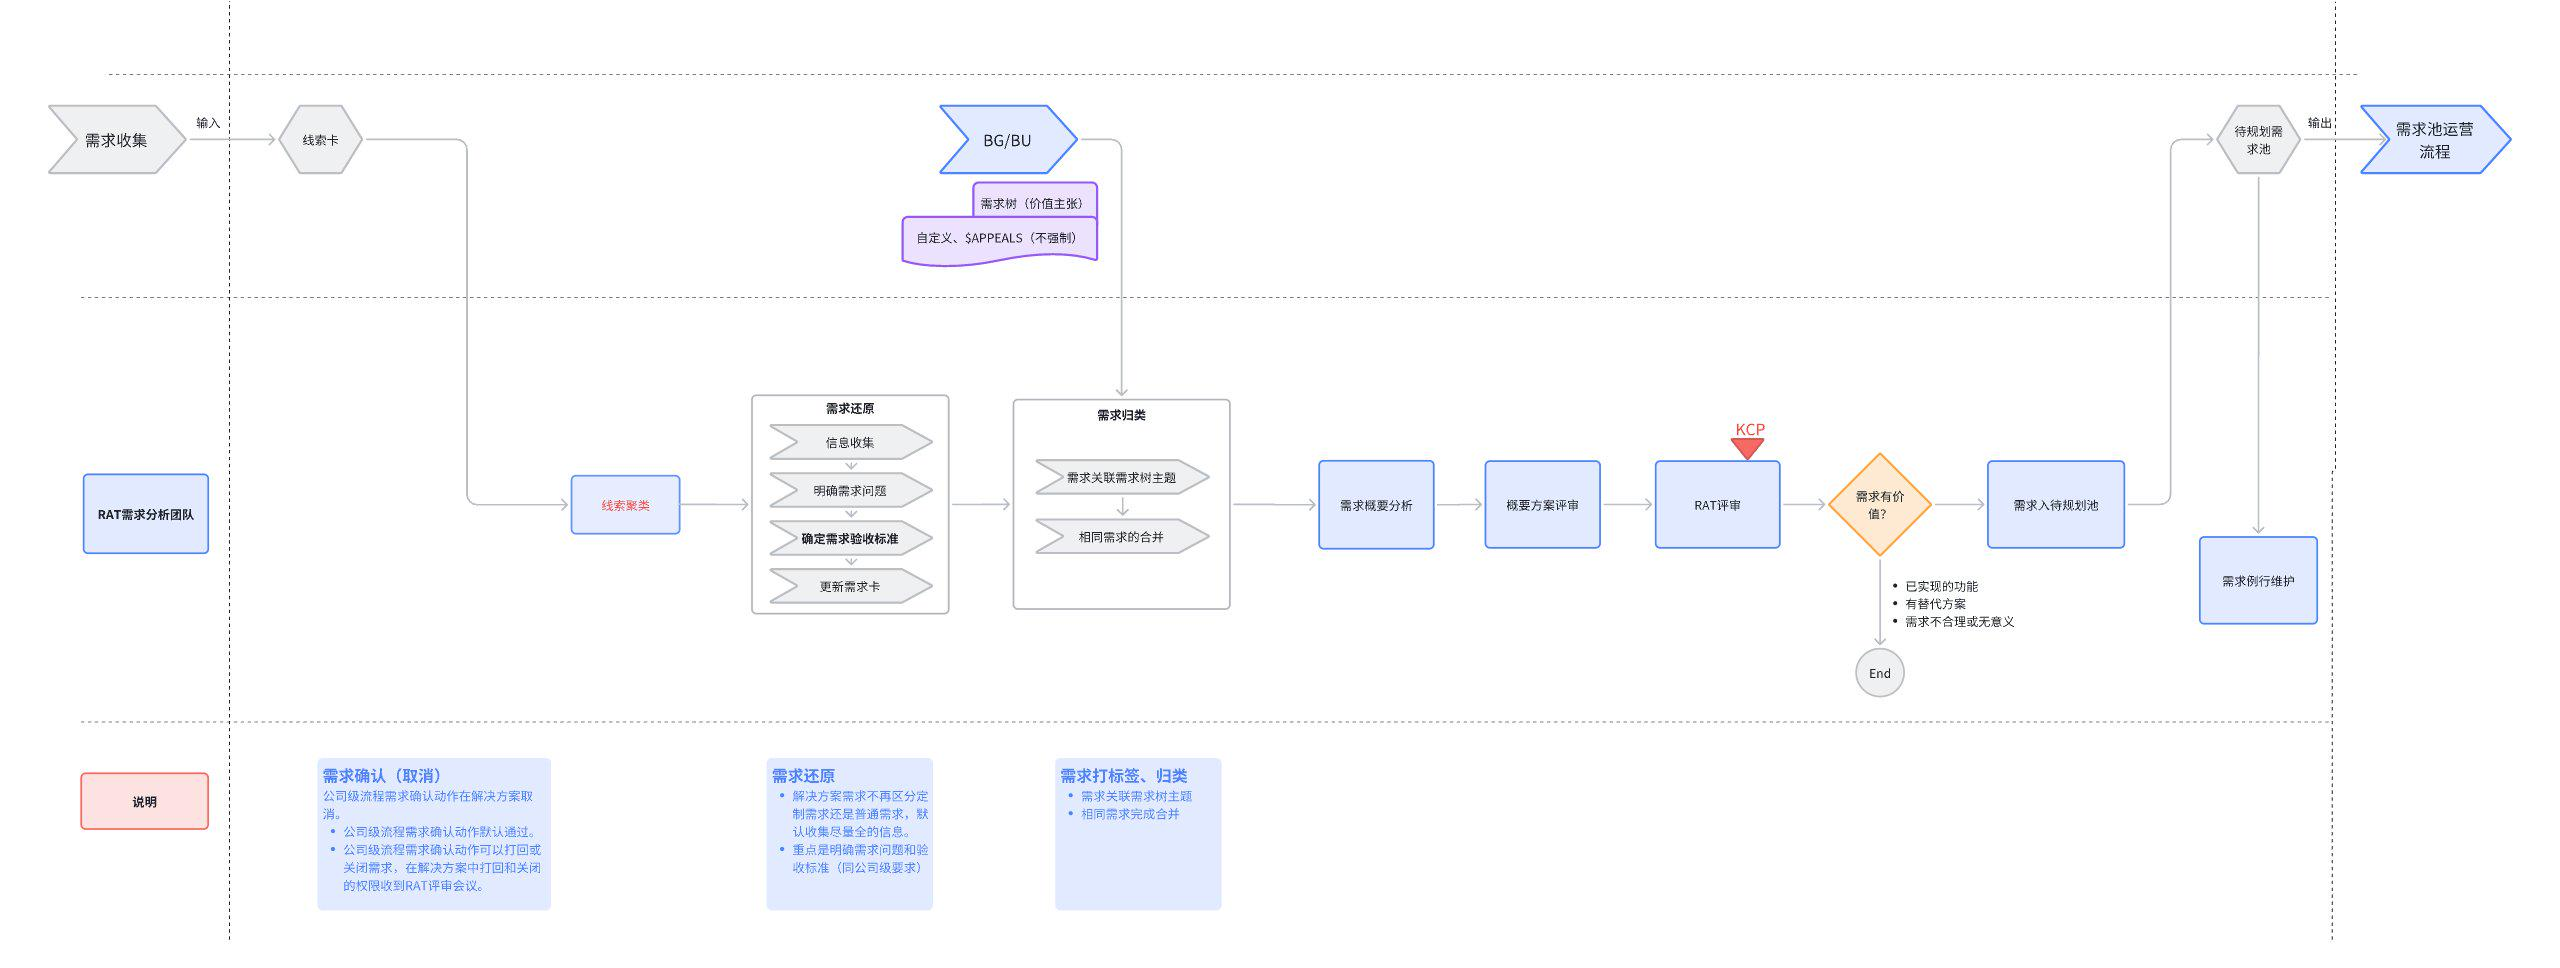 需求收集
输入
线索卡
BG/BU
需求树（价值主张）
自定义、$APPEALS（不强制）
待规划需
求池
输出
需求池运营
流程
RAT需求分析团队
线索聚类
需求还原
信息收集
明确需求问题
确定需求验收标准
更新需求卡
需求归类
需求关联需求树主题
相同需求的合并
需求概要分析
概要方案评审
KCP
RAT评审
需求有价
值？
• 已实现的功能
• 有替代方案
• 需求不合理或无意义
End
需求入待规划池
需求例行维护
说明
需求确认（取消）
公司级流程需求确认动作在解决方案取
消。
• 公司级流程需求确认动作默认通过。
• 公司级流程需求确认动作可以打回或
关闭需求，在解决方案中打回和关闭
的权限收到RAT评审会议。
需求还原
• 解决方案需求不再区分定
制需求还是普通需求，默
认收集尽量全的信息。
• 重点是明确需求问题和验
收标准（同公司级要求）
需求打标签、归类
• 需求关联需求树主题
• 相同需求完成合并